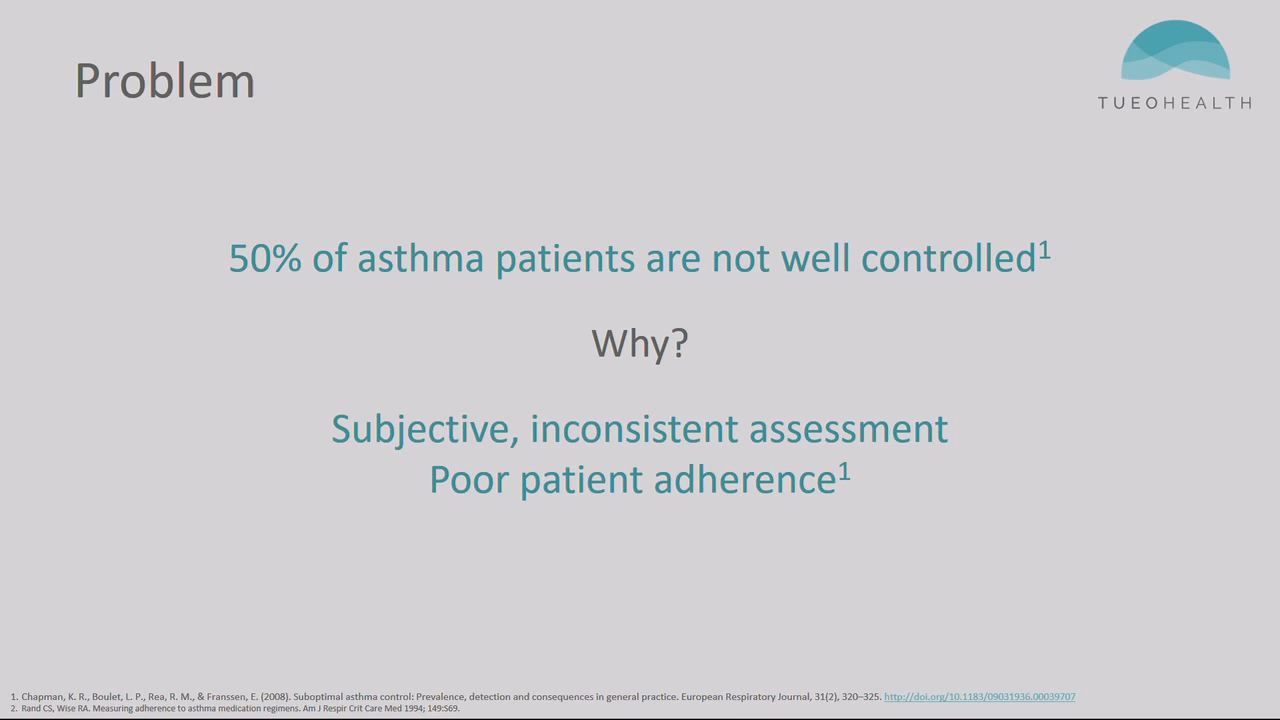 Problem
TUEOHEALTH
50% of asthma patients are not well controlled¹
Why?
Subjective, inconsistent assessment
Poor patient adherence¹
1. Chapman, K. R., Boulet, L. P., Rea, R. M., & Franssen, E. (2008). Suboptimal asthma control: Prevalence, detection and consequences in general practice. European Respiratory Journal, 31(2), 320–325. http://doi.org/10.1183/09031936.00039707
2. Rand CS, Wise RA. Measuring adherence to asthma medication regimens. Am J Respir Crit Care Med 1994; 149:S69.